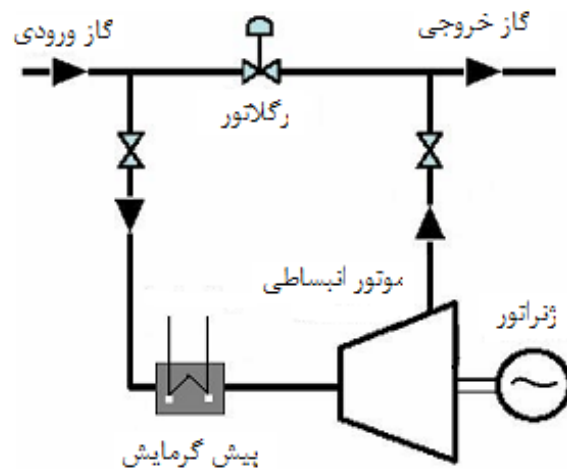 گاز ورودی
گاز خروجی
رگلاتور
موتور انبساطی
ژنراتور
پیش گرمایش